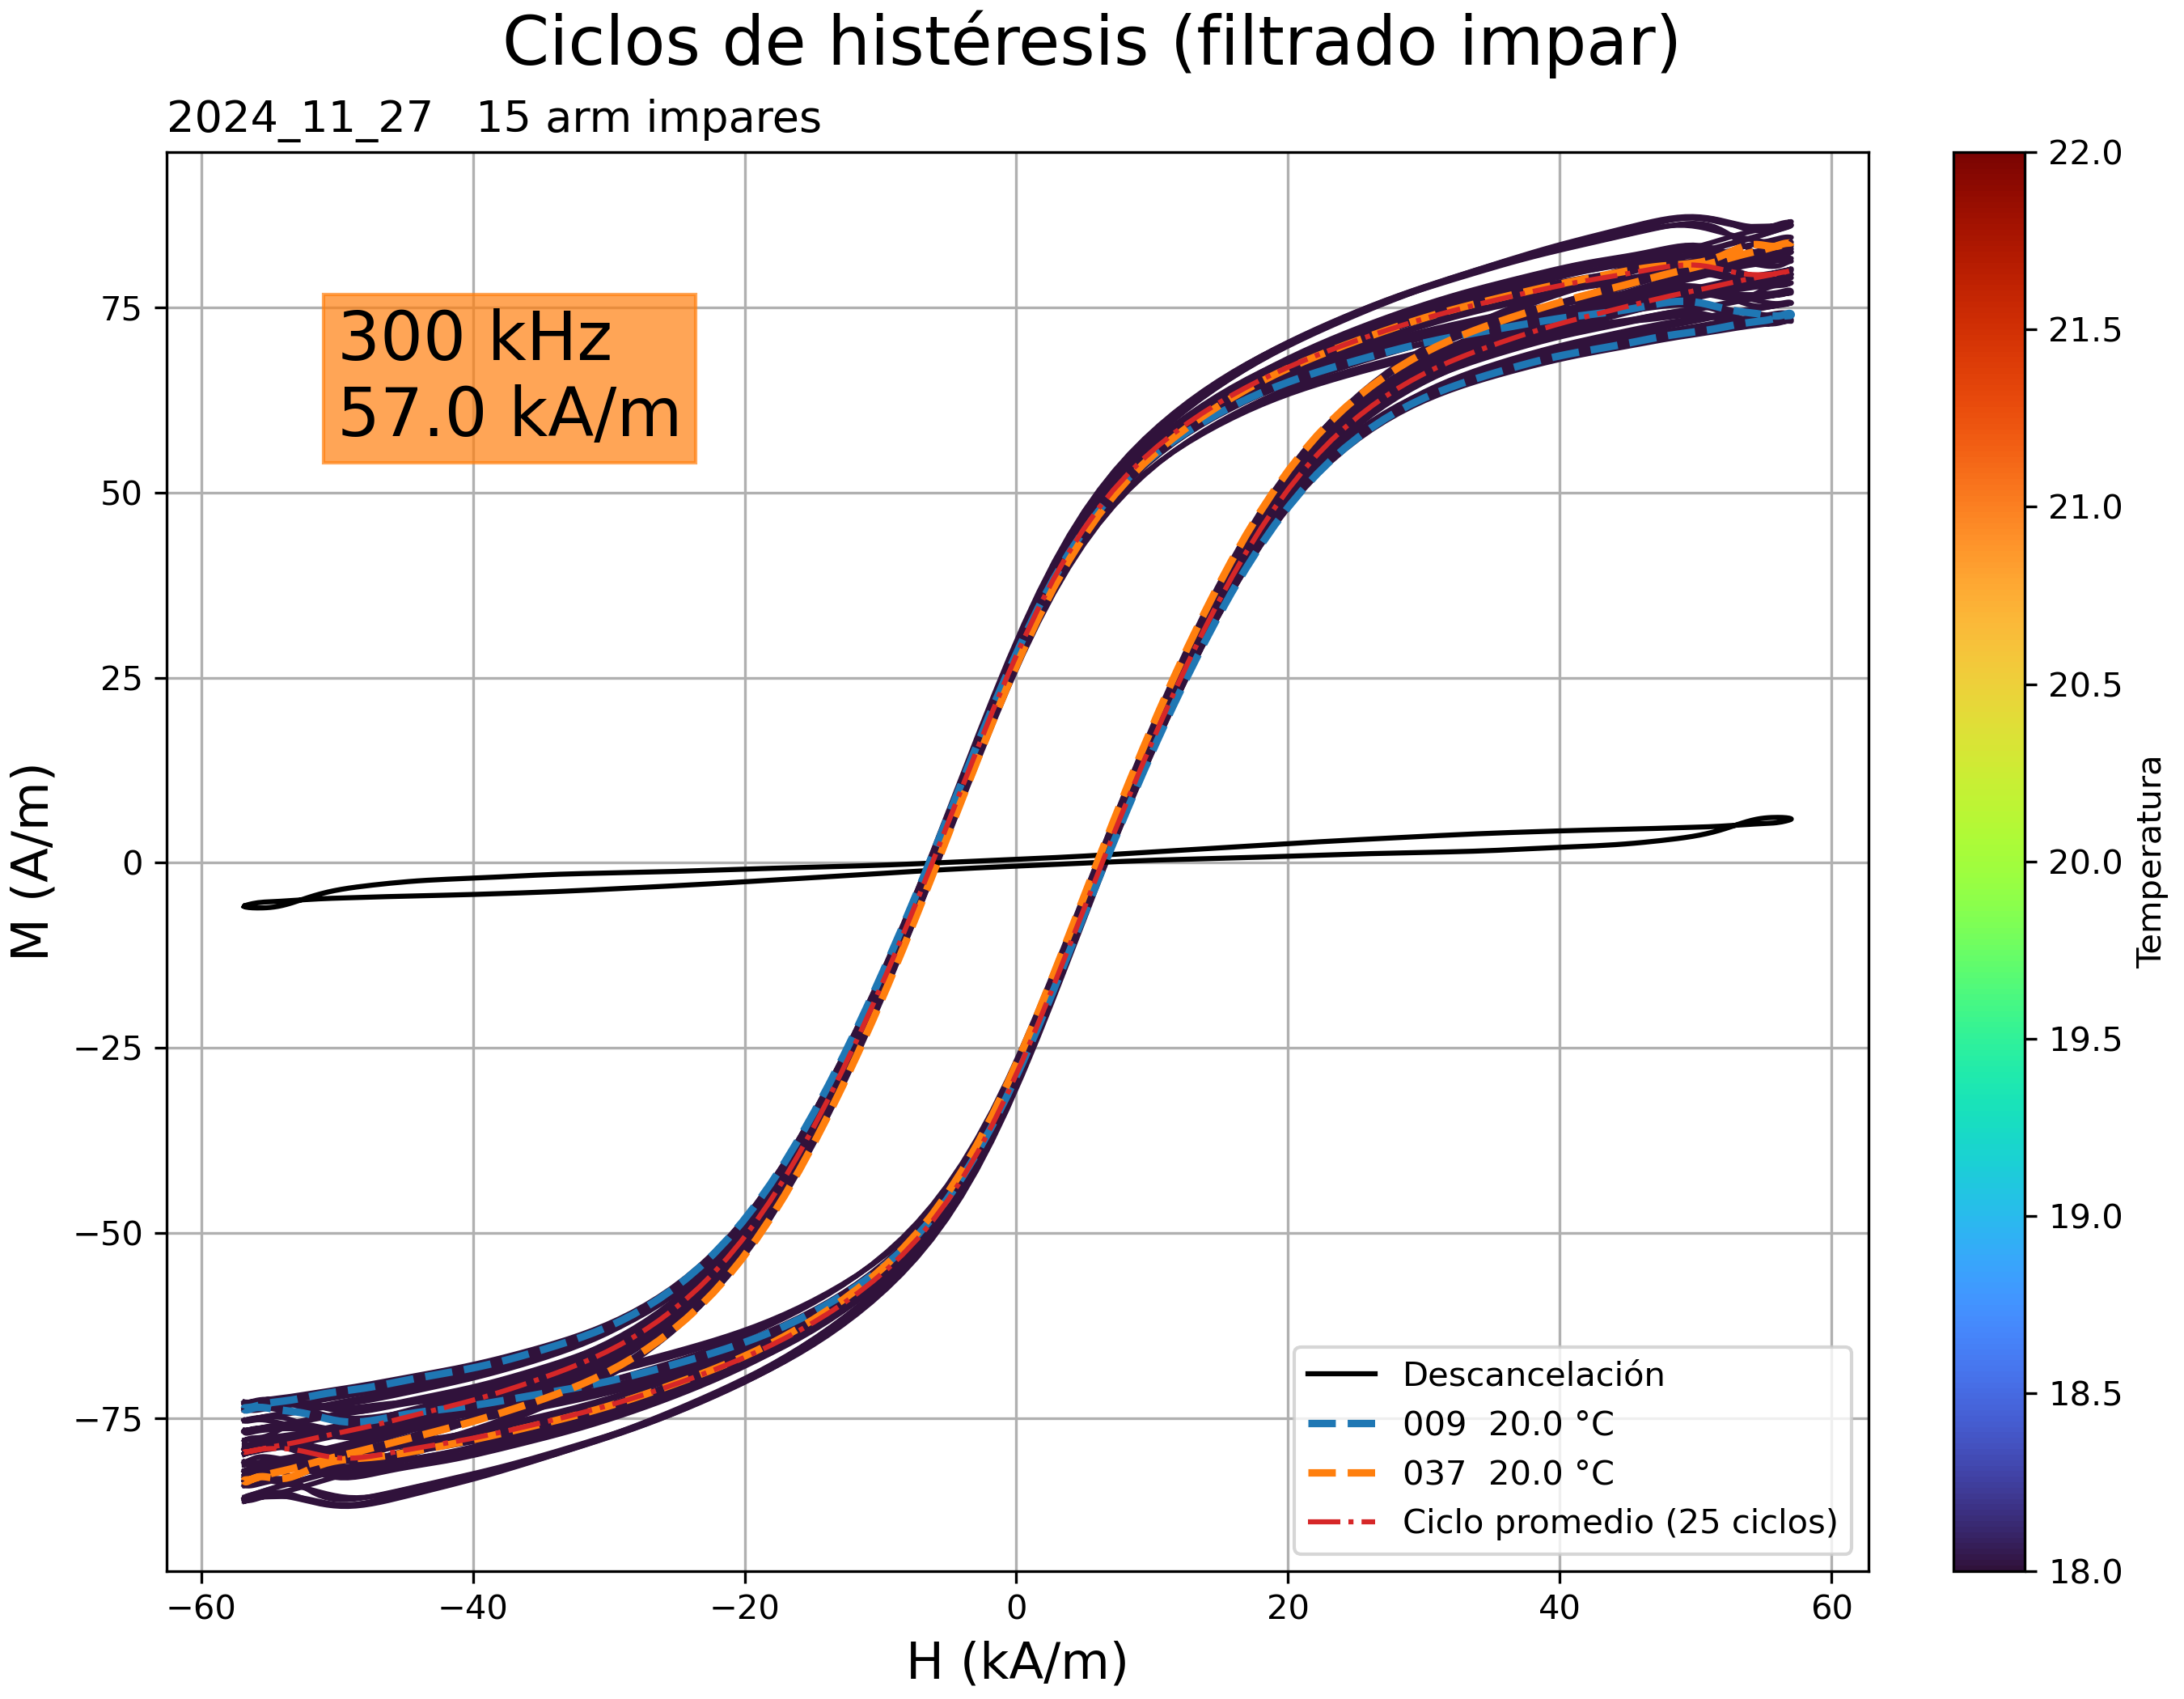 Ciclos de histéresis (filtrado impar)
2024_11_27   15 arm impares
300 kHz
57.0 kA/m
M (A/m)
75
50
25
0
−25
−50
−75
−60
−40
−20
0
20
40
60
H (kA/m)
Descancelación
009  20.0 °C
037  20.0 °C
Ciclo promedio (25 ciclos)
22.0
21.5
21.0
20.5
20.0
19.5
19.0
18.5
18.0
Temperatura